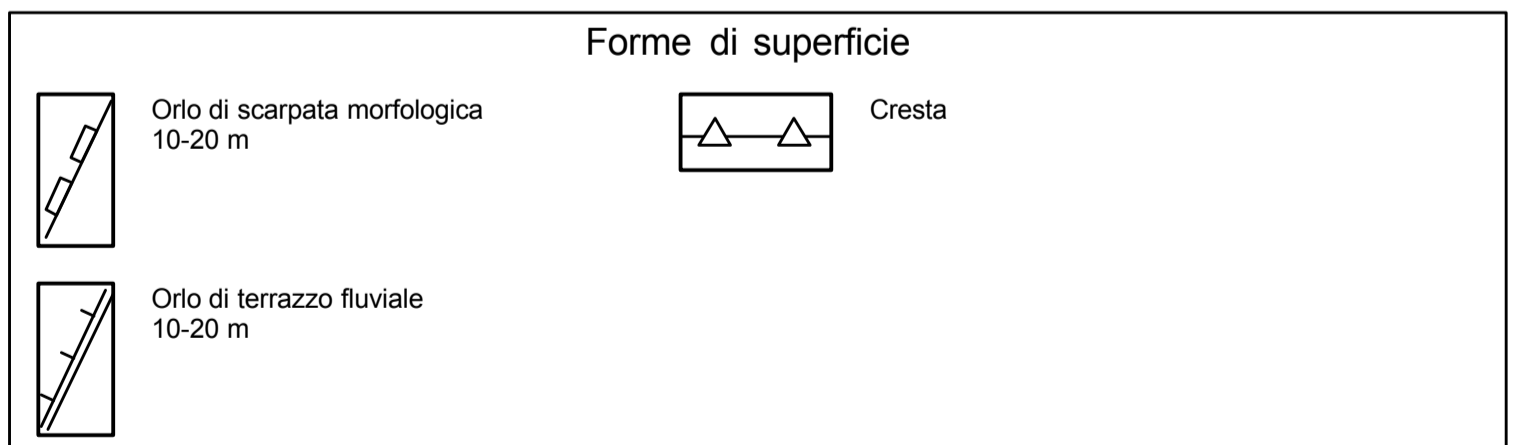 Forme di superficie
Orlo di scarpata morfologica
10-20 m
Cresta
Orlo di terrazzo fluviale
10-20 m